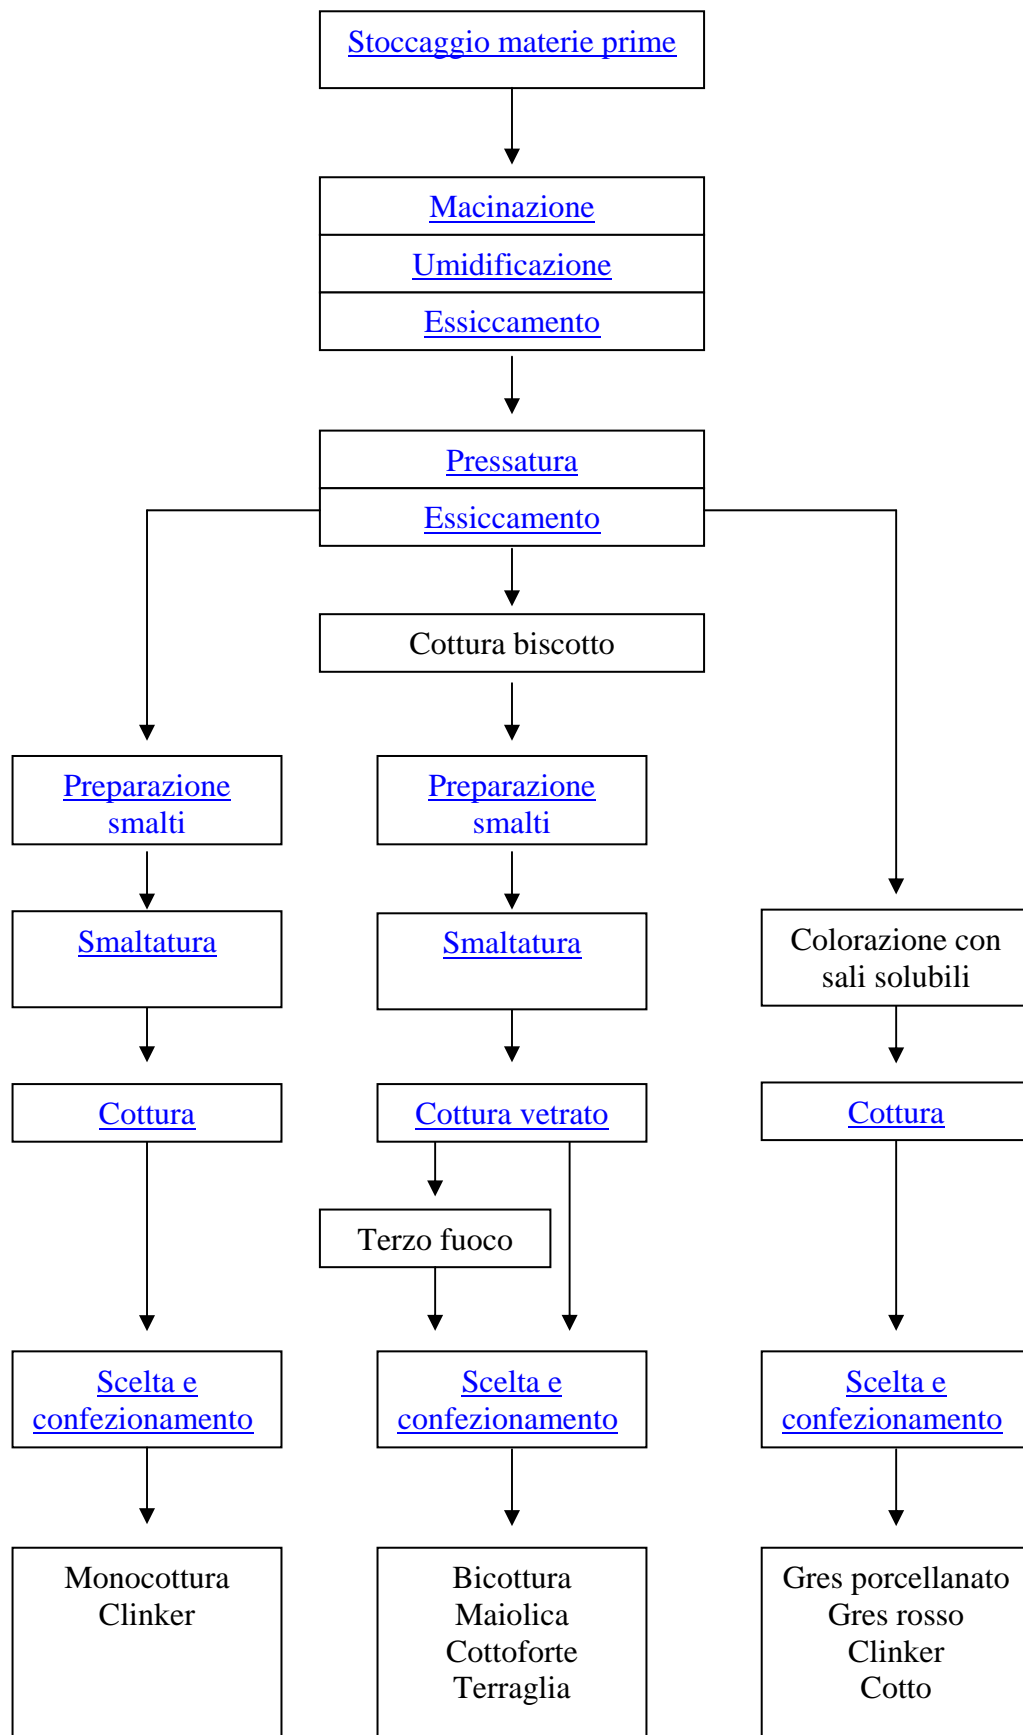 Stoccaggio materie prime
Macinazione
Umidificazione
Essiccamento
Pressatura
Essiccamento
Cottura biscotto
Preparazione
smalti
Preparazione
smalti
Smaltatura
Smaltatura
Colorazione con
sali solubili
Cottura
Cottura vetrato
Cottura
Terzo fuoco
Scelta e
confezionamento
Scelta e
confezionamento
Scelta e
confezionamento
Monocottura
Clinker
Bicottura
Maiolica
Cottoforte
Terraglia
Gres porcellanato
Gres rosso
Clinker
Cotto